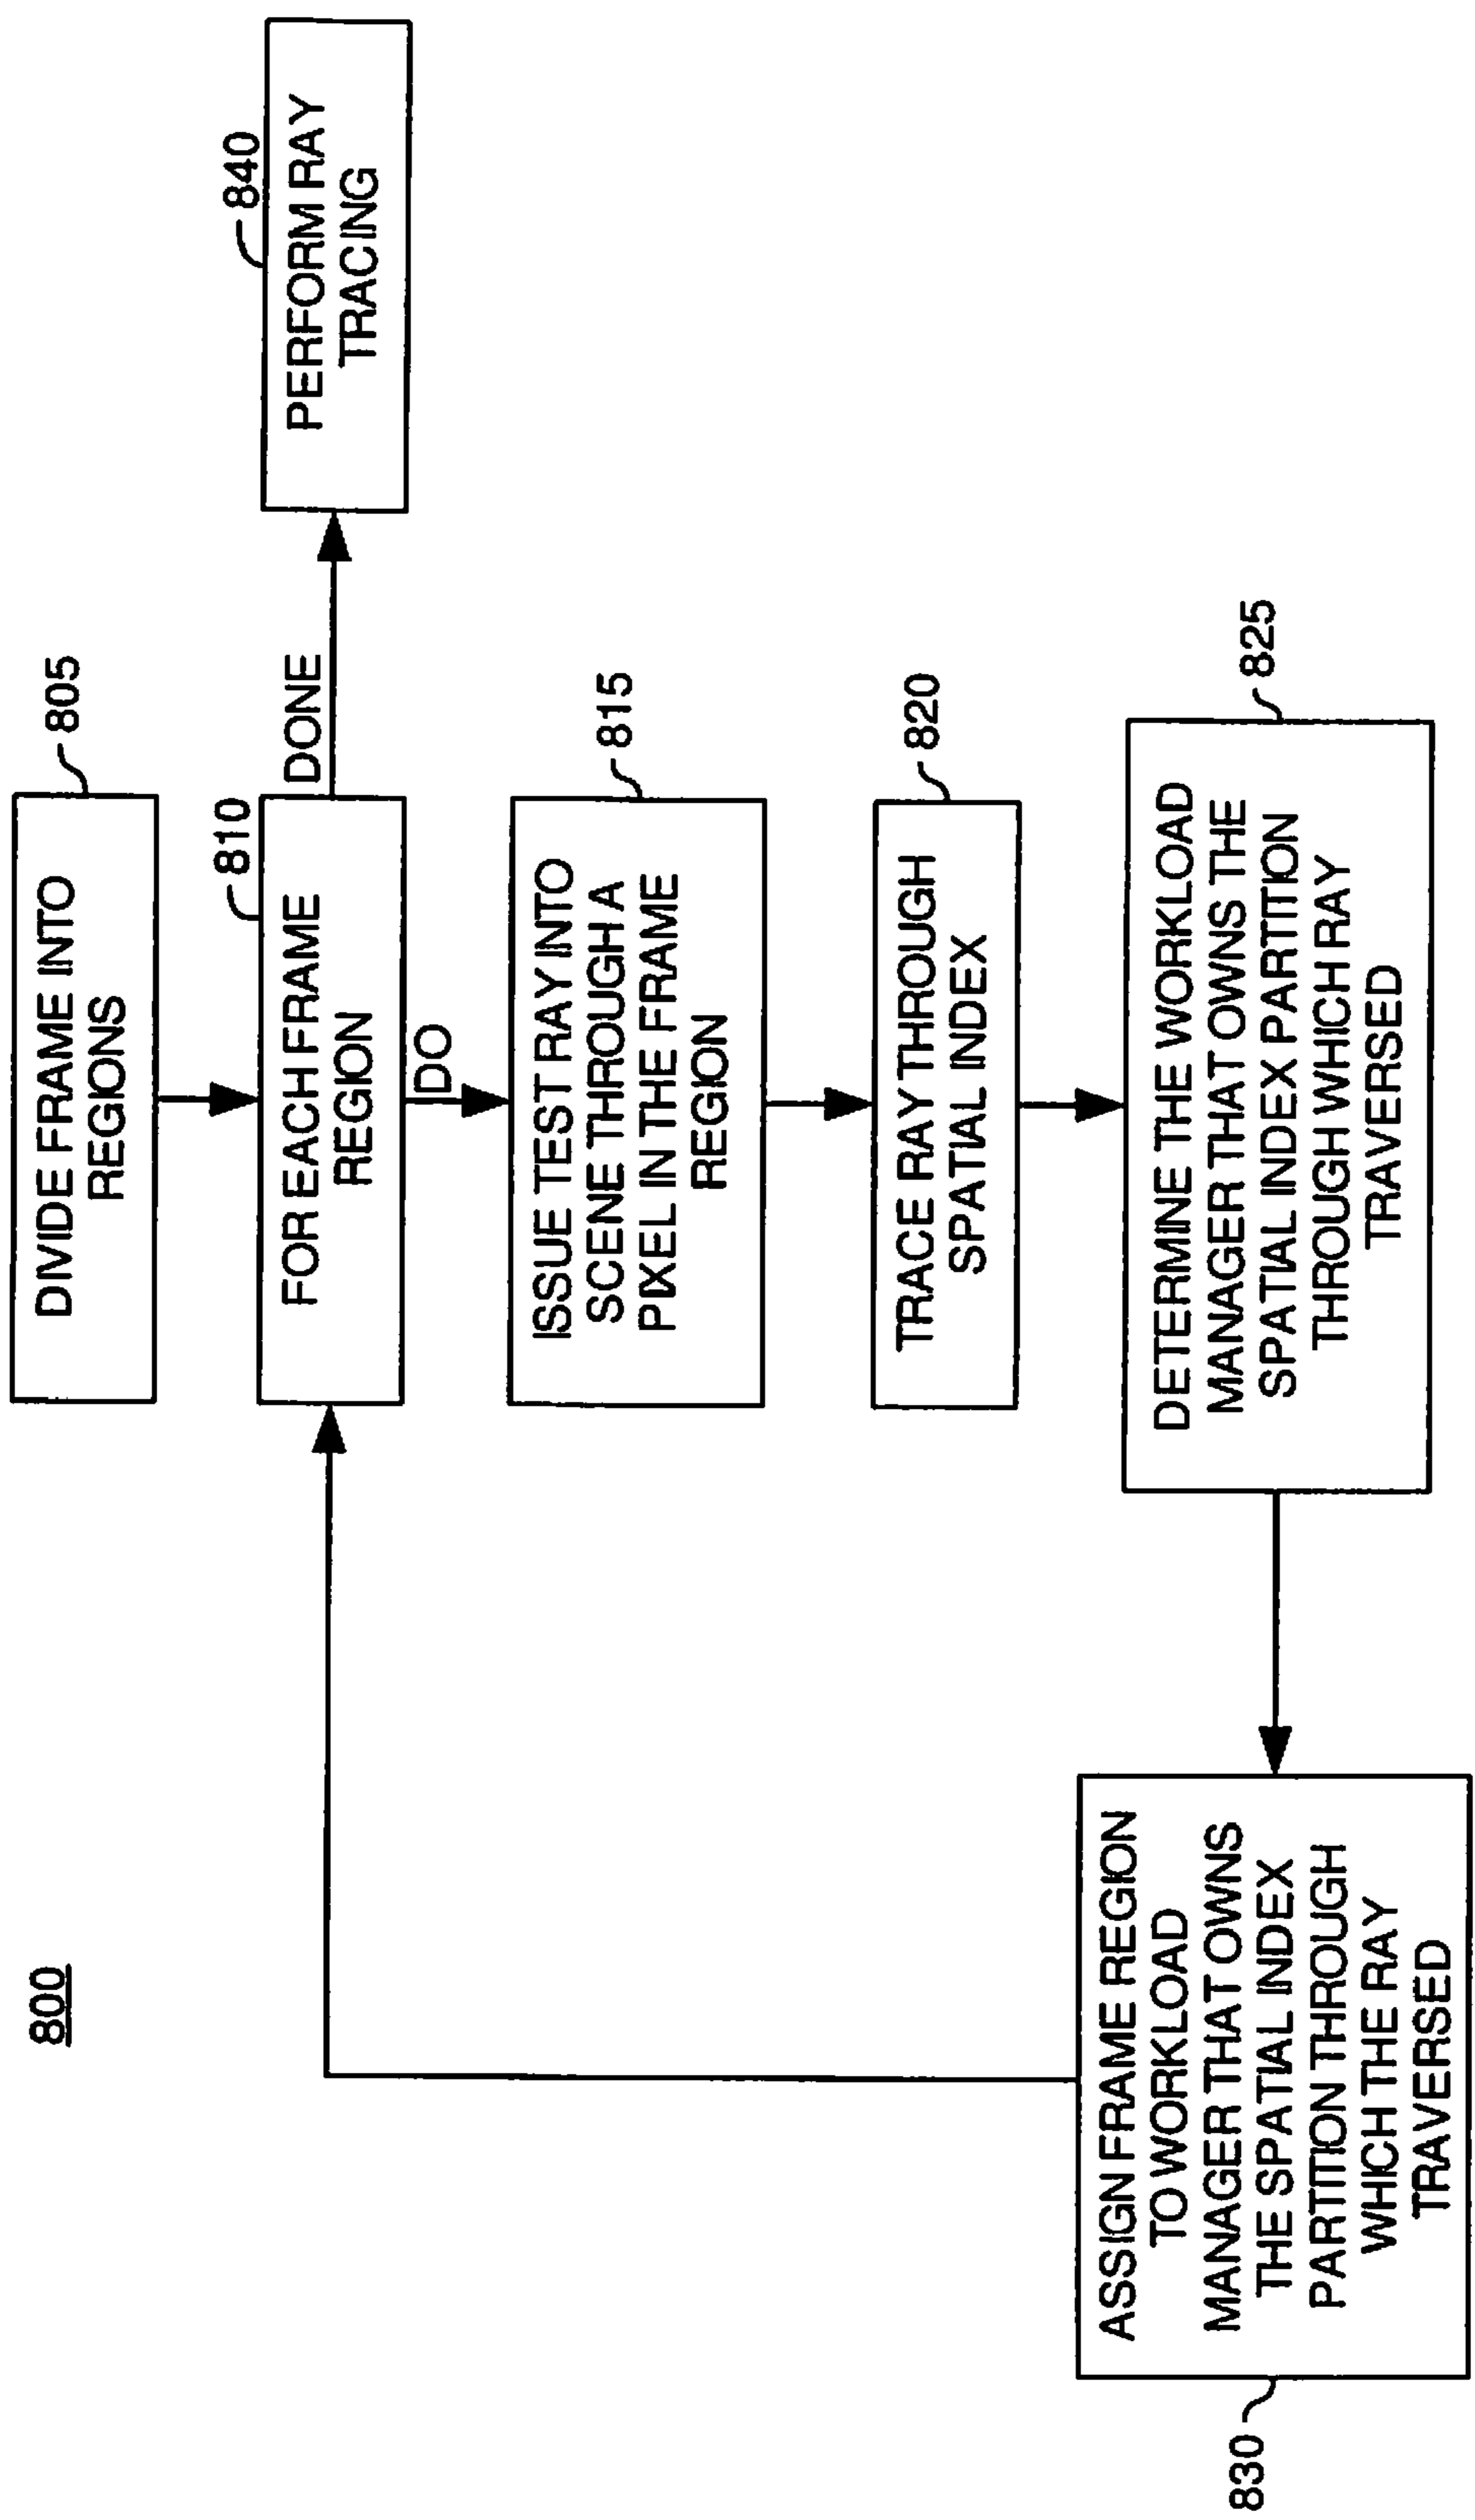 800
DIVIDE FRAME INTO
REGIONS
805
810
FOR EACH FRAME
REGION
DONE
840
PERFORM RAY
TRACING
DO
ISSUE TEST RAY INTO
SCENE THROUGH A
PIXEL IN THE FRAME
REGION
815
TRACE RAY THROUGH
SPATIAL INDEX
820
DETERMINE THE WORKLOAD
MANAGER THAT OWNS THE
SPATIAL INDEX PARTITION
THROUGH WHICH RAY
TRAVERSED
825
830
ASSIGN FRAME REGION
TO WORKLOAD
MANAGER THAT OWNS
THE SPATIAL INDEX
PARTITION THROUGH
WHICH THE RAY
TRAVERSED